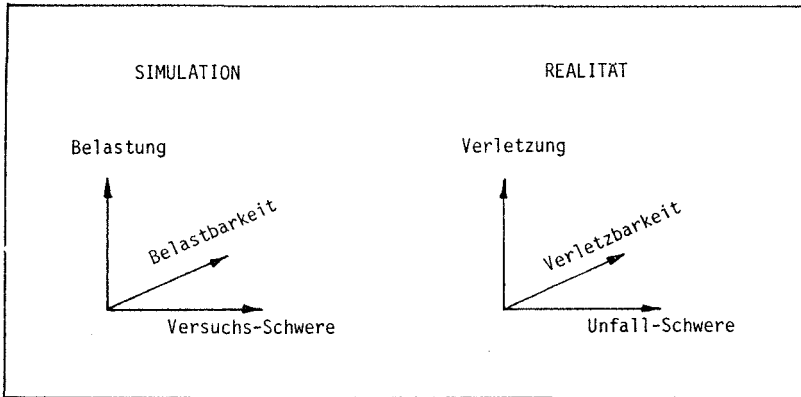 SIMULATION
Belastung
Belastbarkeit
Versuchs-Schwere
REALITÄT
Verletzung
Verletzbarkeit
Unfall-Schwere